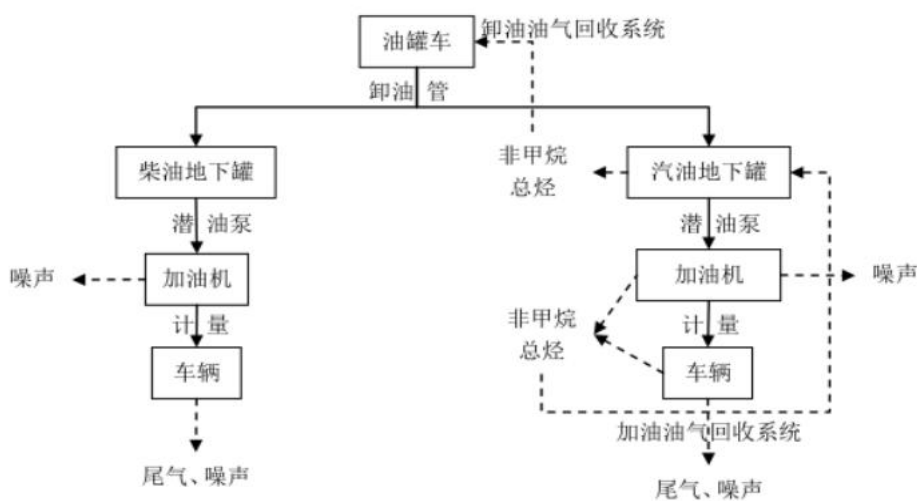 油罐车
卸油油气回收系统
卸油 管
柴油地下罐
非甲烷
总烃
汽油地下罐
潜 油泵
潜 油泵
噪声
加油机
加油机
噪声
计 量
非甲烷
总烃
计 量
车辆
车辆
加油油气回收系统
尾气、噪声
尾气、噪声